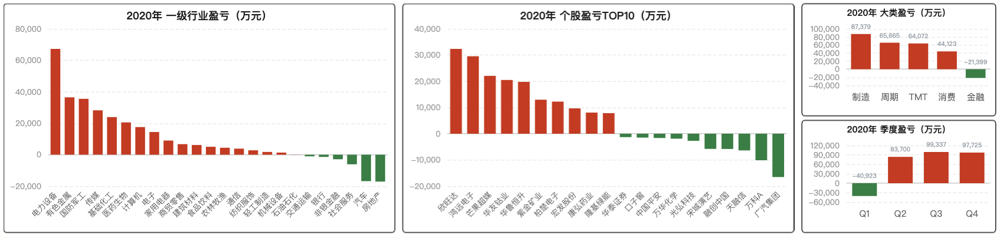 2020年 一级行业盈亏（万元）
80,000
60,000
40,000
20,000
0
−20,000
电力设备
有色金属
国防军工
传媒
基础化工
医药生物
计算机
电子
家用电器
商贸零售
建筑材料
食品饮料
农林牧渔
通信
纺织服饰
轻工制造
机械设备
石油石化
交通运输
银行
非银金融
社会服务
汽车
房地产
2020年 个股盈亏TOP10（万元）
40,000
30,000
20,000
10,000
0
−10,000
−20,000
欣旺达
鸿远电子
芒果超媒
华友钴业
华鲁恒升
紫金矿业
柏楚电子
宏发股份
康弘药业
隆基绿能
华泰证券
口子窖
中国平安
万华化学
光弘科技
宋城演艺
融创中国
天融信
万科A
广汽集团
2020年 大类盈亏（万元）
100,000
80,000
60,000
40,000
20,000
0
−20,000
−40,000
87,379
65,665
64,072
44,123
−21,399
制造
周期
TMT
消费
金融
2020年 季度盈亏（万元）
120,000
90,000
60,000
30,000
0
−30,000
−60,000
−40,923
83,700
99,337
97,725
Q1
Q2
Q3
Q4